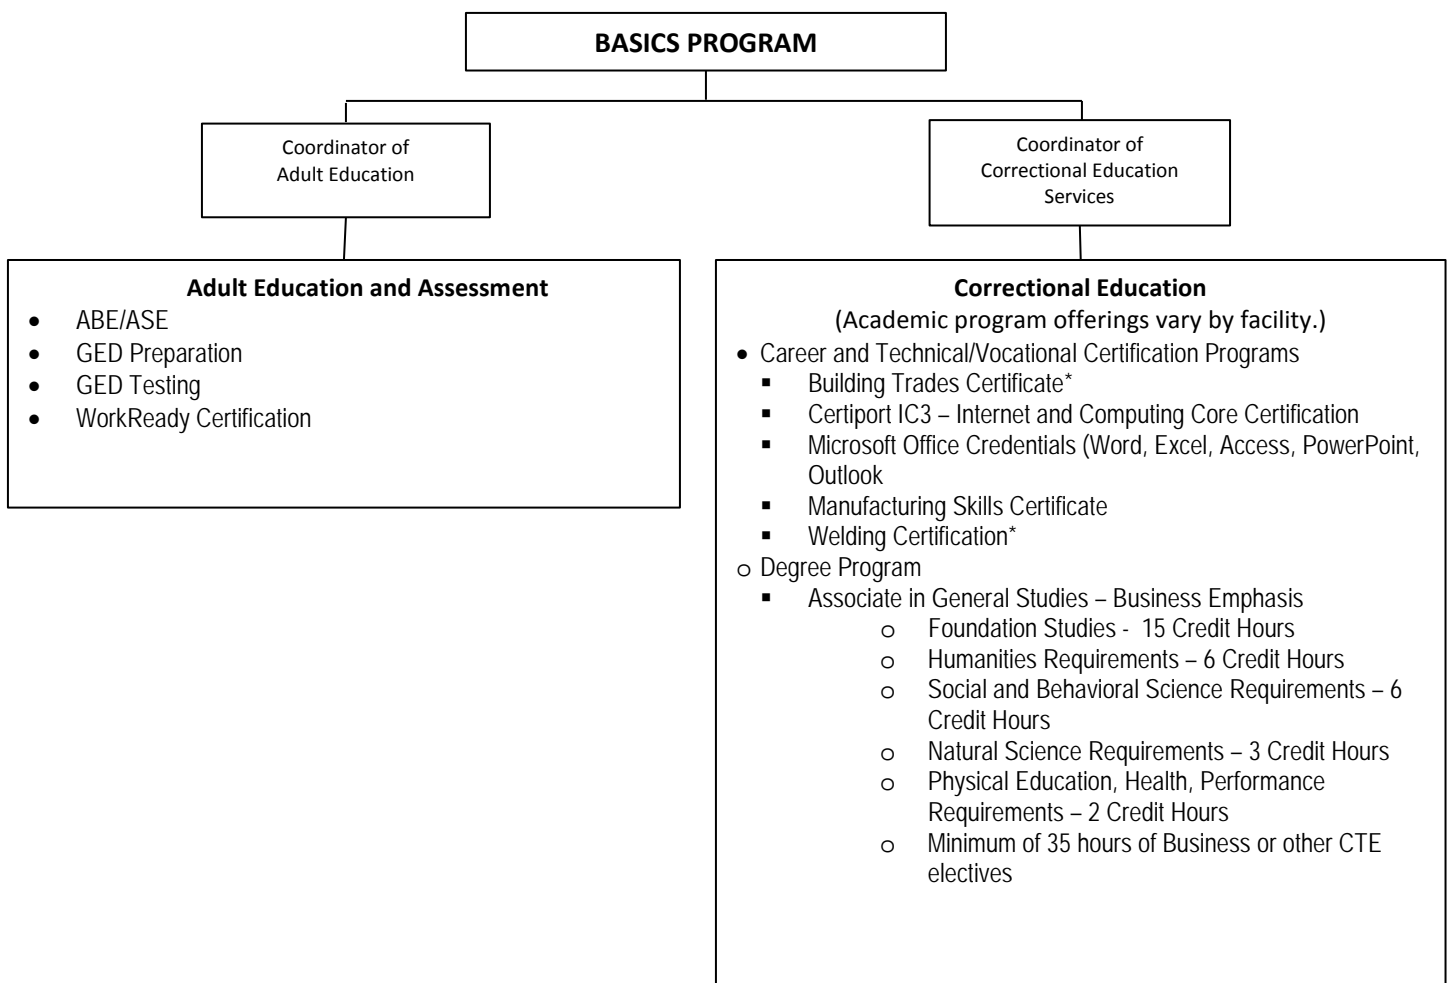 BASICS PROGRAM
Coordinator of
Adult Education
Coordinator of
Correctional Education
Services
Adult Education and Assessment
• ABE/ASE
• GED Preparation
• GED Testing
• WorkReady Certification
Correctional Education
(Academic program offerings vary by facility.)
• Career and Technical/Vocational Certification Programs
▪ Building Trades Certificate*
▪ Certiport IC3 – Internet and Computing Core Certification
▪ Microsoft Office Credentials (Word, Excel, Access, PowerPoint,
Outlook
▪ Manufacturing Skills Certificate
▪ Welding Certification*
o Degree Program
▪ Associate in General Studies – Business Emphasis
o Foundation Studies - 15 Credit Hours
o Humanities Requirements – 6 Credit Hours
o Social and Behavioral Science Requirements – 6
Credit Hours
o Natural Science Requirements – 3 Credit Hours
o Physical Education, Health, Performance
Requirements – 2 Credit Hours
o Minimum of 35 hours of Business or other CTE
electives